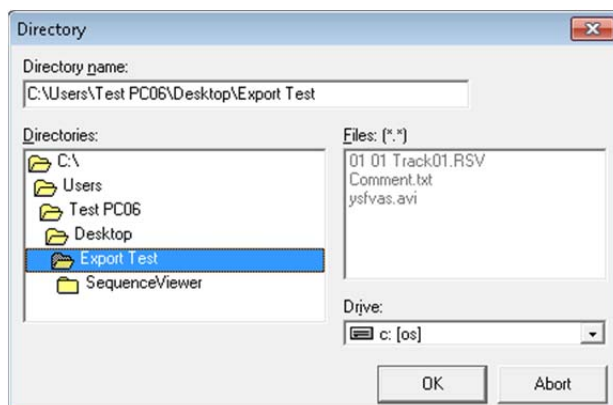 Directory
Directory name:
C:\Users\Test PC06\Desktop\Export Test
Directories:
C:\
Users
Test PC06
Desktop
Export Test
SequenceViewer
Files: (*.*)
01 01 Track01.RSV
Comment.txt
ysfvas.avi
Drive:
c: [os]
OK
Abort